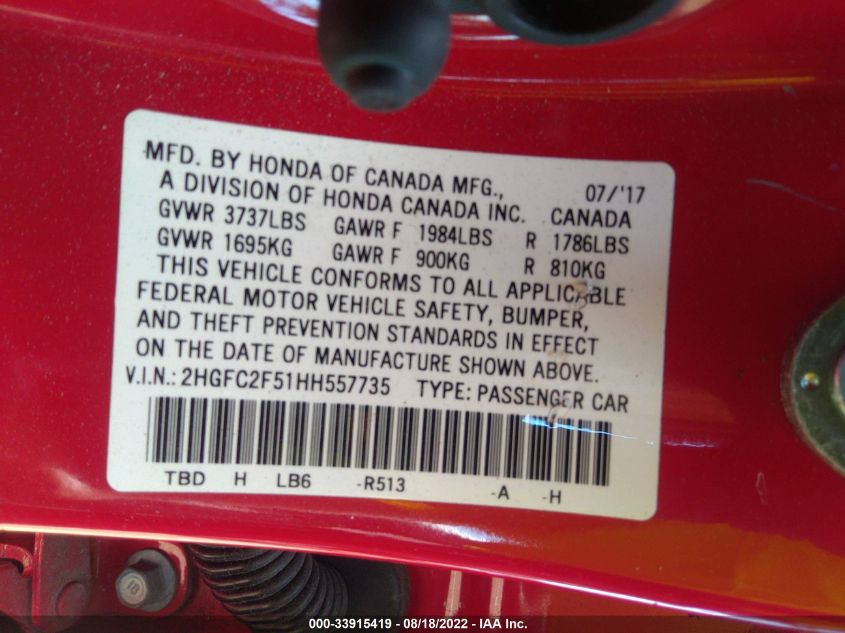 MFD. BY HONDA OF CANADA MFG., 07/'17
A DIVISION OF HONDA CANADA INC. CANADA
GVWR 3737LBS GAWR F 1984LBS R 1786LBS
GVWR 1695KG GAWR F 900KG R 810KG
THIS VEHICLE CONFORMS TO ALL APPLICABLE
FEDERAL MOTOR VEHICLE SAFETY, BUMPER,
AND THEFT PREVENTION STANDARDS IN EFFECT
ON THE DATE OF MANUFACTURE SHOWN ABOVE.
V.I.N.: 2HGFC2F51HH557735 TYPE: PASSENGER CAR
TBD H LB6 -R513 -A -H
000-33915419 - 08/18/2022 - IAA Inc.